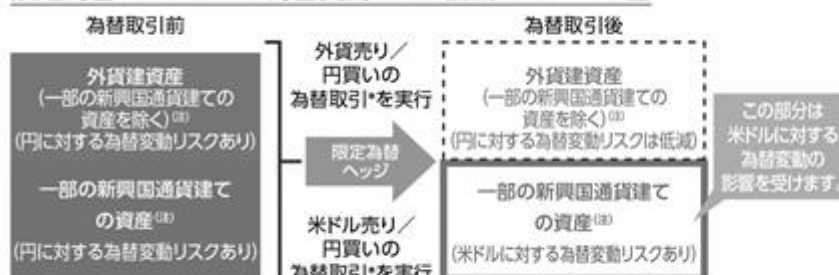 為替取引前
外貨建資産
(一部の新興国通貨建ての
資産を除く)(注)
(円に対する為替変動リスクあり)
一部の新興国通貨建て
の資産(注)
(円に対する為替変動リスクあり)
外貨売り/
円買いの
為替取引*を実行
限定為替
ヘッジ
米ドル売り/
円買いの
為替取引*を実行
為替取引後
外貨建資産
(一部の新興国通貨建ての
資産を除く)(注)
(円に対する為替変動リスクは低減)
一部の新興国通貨建て
の資産(注)
(米ドルに対する為替変動リスクあり)
この部分は
米ドルに対する
為替変動の
影響を受けます。